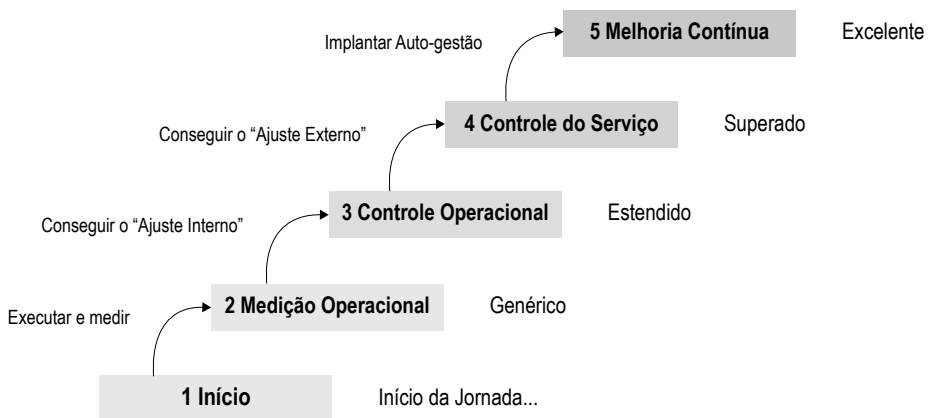 Implantar Auto-gestão
5 Melhoria Contínua
Excelente
Conseguir o “Ajuste Externo”
4 Controle do Serviço
Superado
Conseguir o “Ajuste Interno”
3 Controle Operacional
Estendido
Executar e medir
2 Medição Operacional
Genérico
1 Início
Início da Jornada...